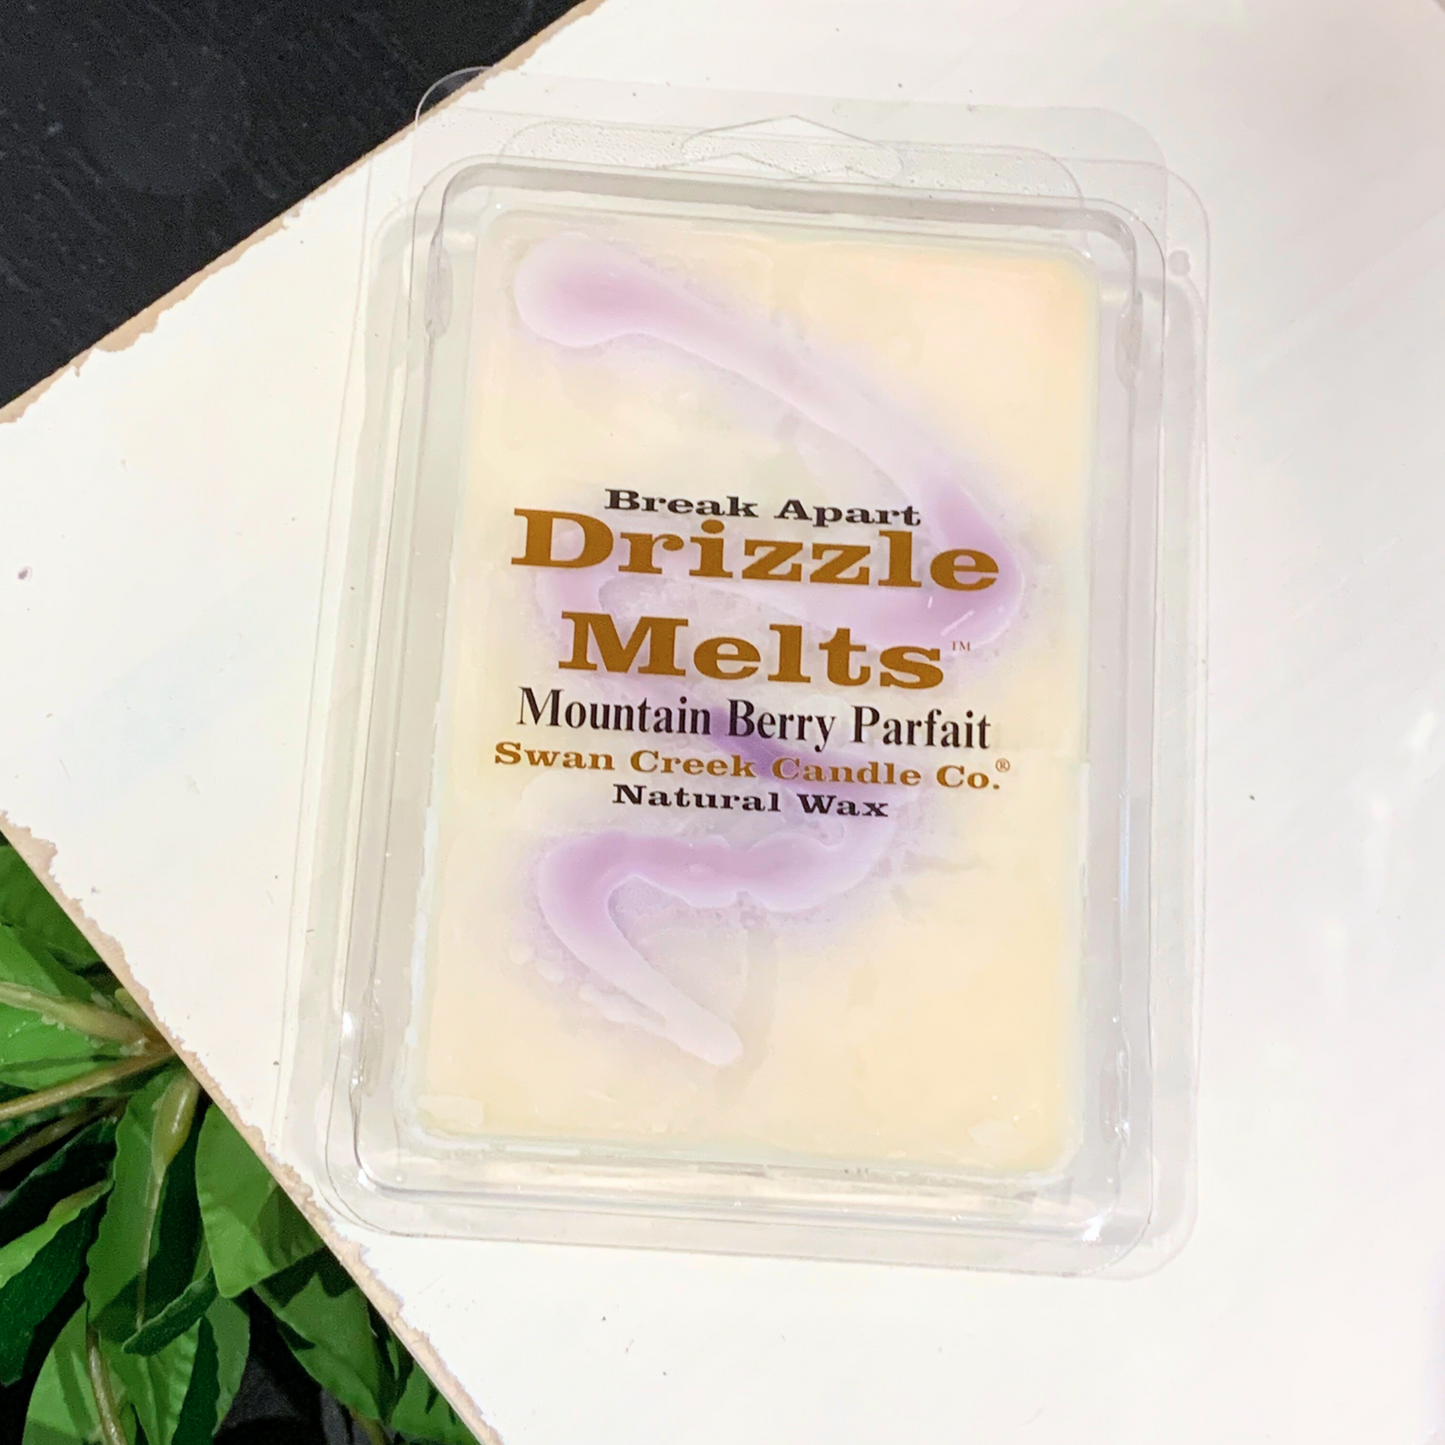 Break Apart
Drizzle
Melts™
Mountain Berry Parfait
Swan Creek Candle Co.®
Natural Wax